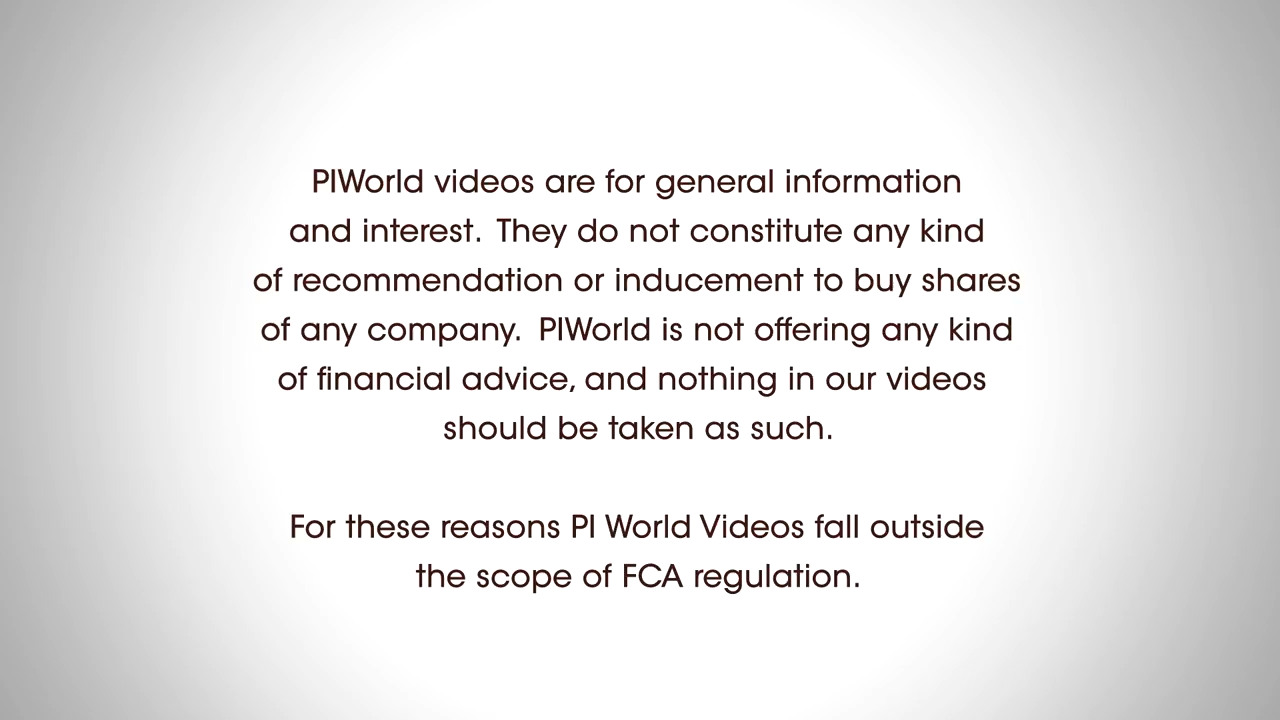 PIWorld videos are for general information
and interest. They do not constitute any kind
of recommendation or inducement to buy shares
of any company. PIWorld is not offering any kind
of financial advice, and nothing in our videos
should be taken as such.
For these reasons PI World Videos fall outside
the scope of FCA regulation.